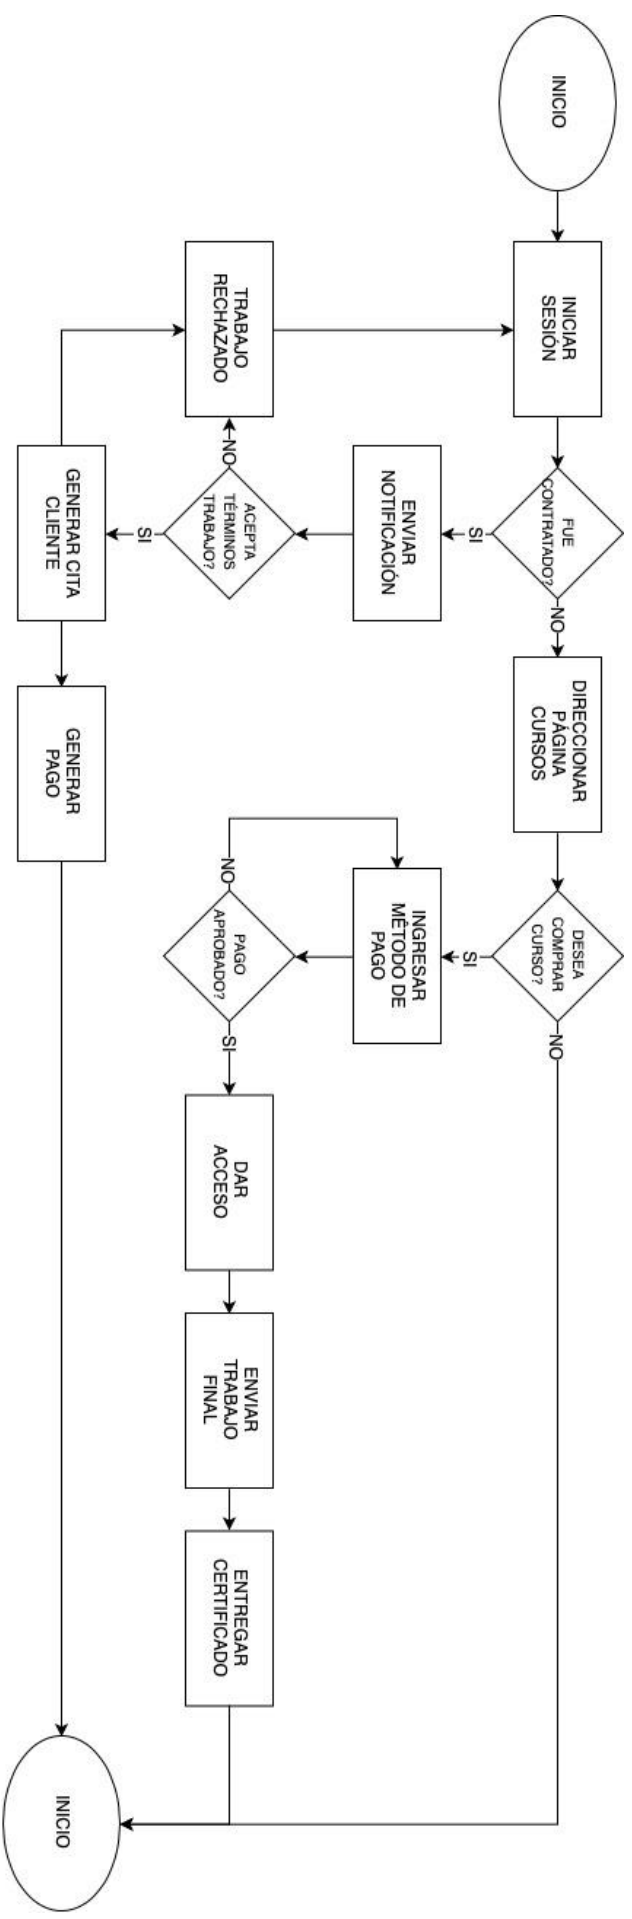 INICIO
INICIAR
SESIÓN
FUE
CONTRATADO?
NO
DIRECCIONAR
PÁGINA
CURSOS
DESEA
COMPRAR
CURSO?
NO
SI
ENVIAR
NOTIFICACIÓN
SI
INGRESAR
MÉTODO DE
PAGO
TRABAJO
RECHAZADO
NO
ACEPTA
TÉRMINOS
TRABAJO?
NO
PAGO
APROBADO?
SI
DAR
ACCESO
ENVIAR
TRABAJO
FINAL
ENTREGAR
CERTIFICADO
SI
GENERAR CITA
CLIENTE
GENERAR
PAGO
INICIO